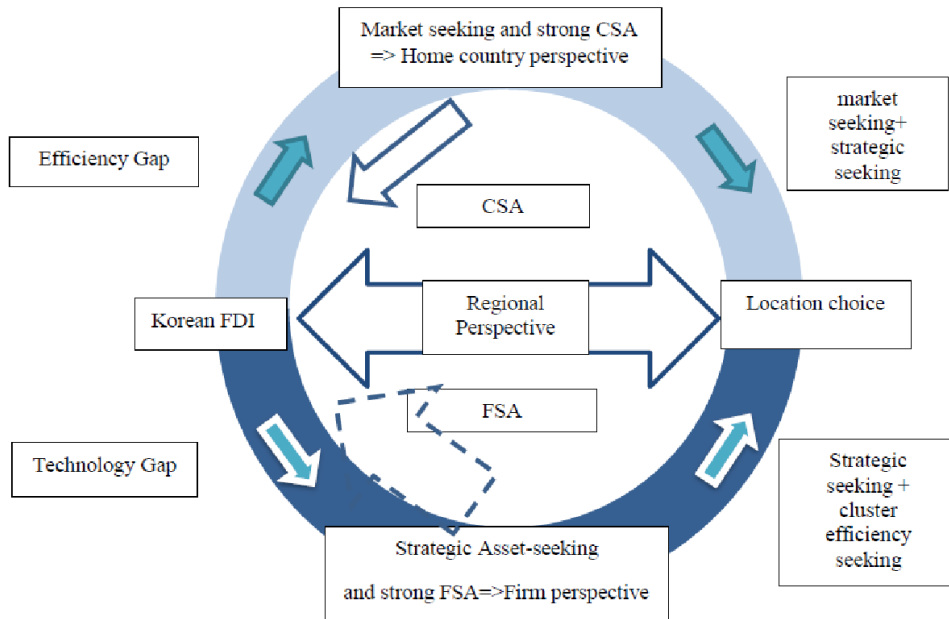 Market seeking and strong CSA
=> Home country perspective
market
seeking+
strategic
seeking
Efficiency Gap
CSA
Korean FDI
Regional
Perspective
Location choice
FSA
Technology Gap
Strategic
seeking +
cluster
efficiency
seeking
Strategic Asset-seeking
and strong FSA=>Firm perspective